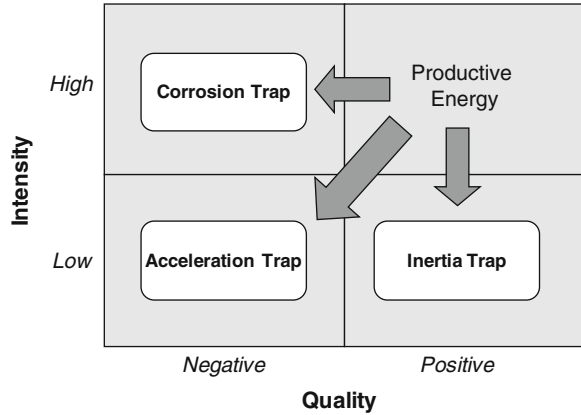 High
Corrosion Trap
Productive
Energy
Intensity
Low
Acceleration Trap
Inertia Trap
Negative
Positive
Quality